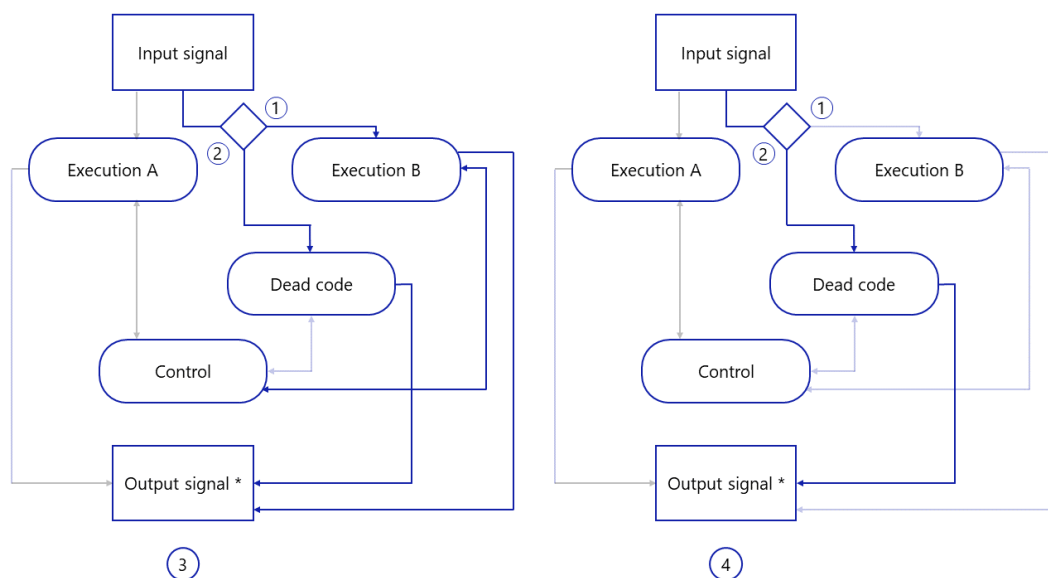 Input signal
1
2
Execution A
Execution B
Dead code
Control
Output signal *
3
Input signal
1
2
Execution A
Execution B
Dead code
Control
Output signal *
4